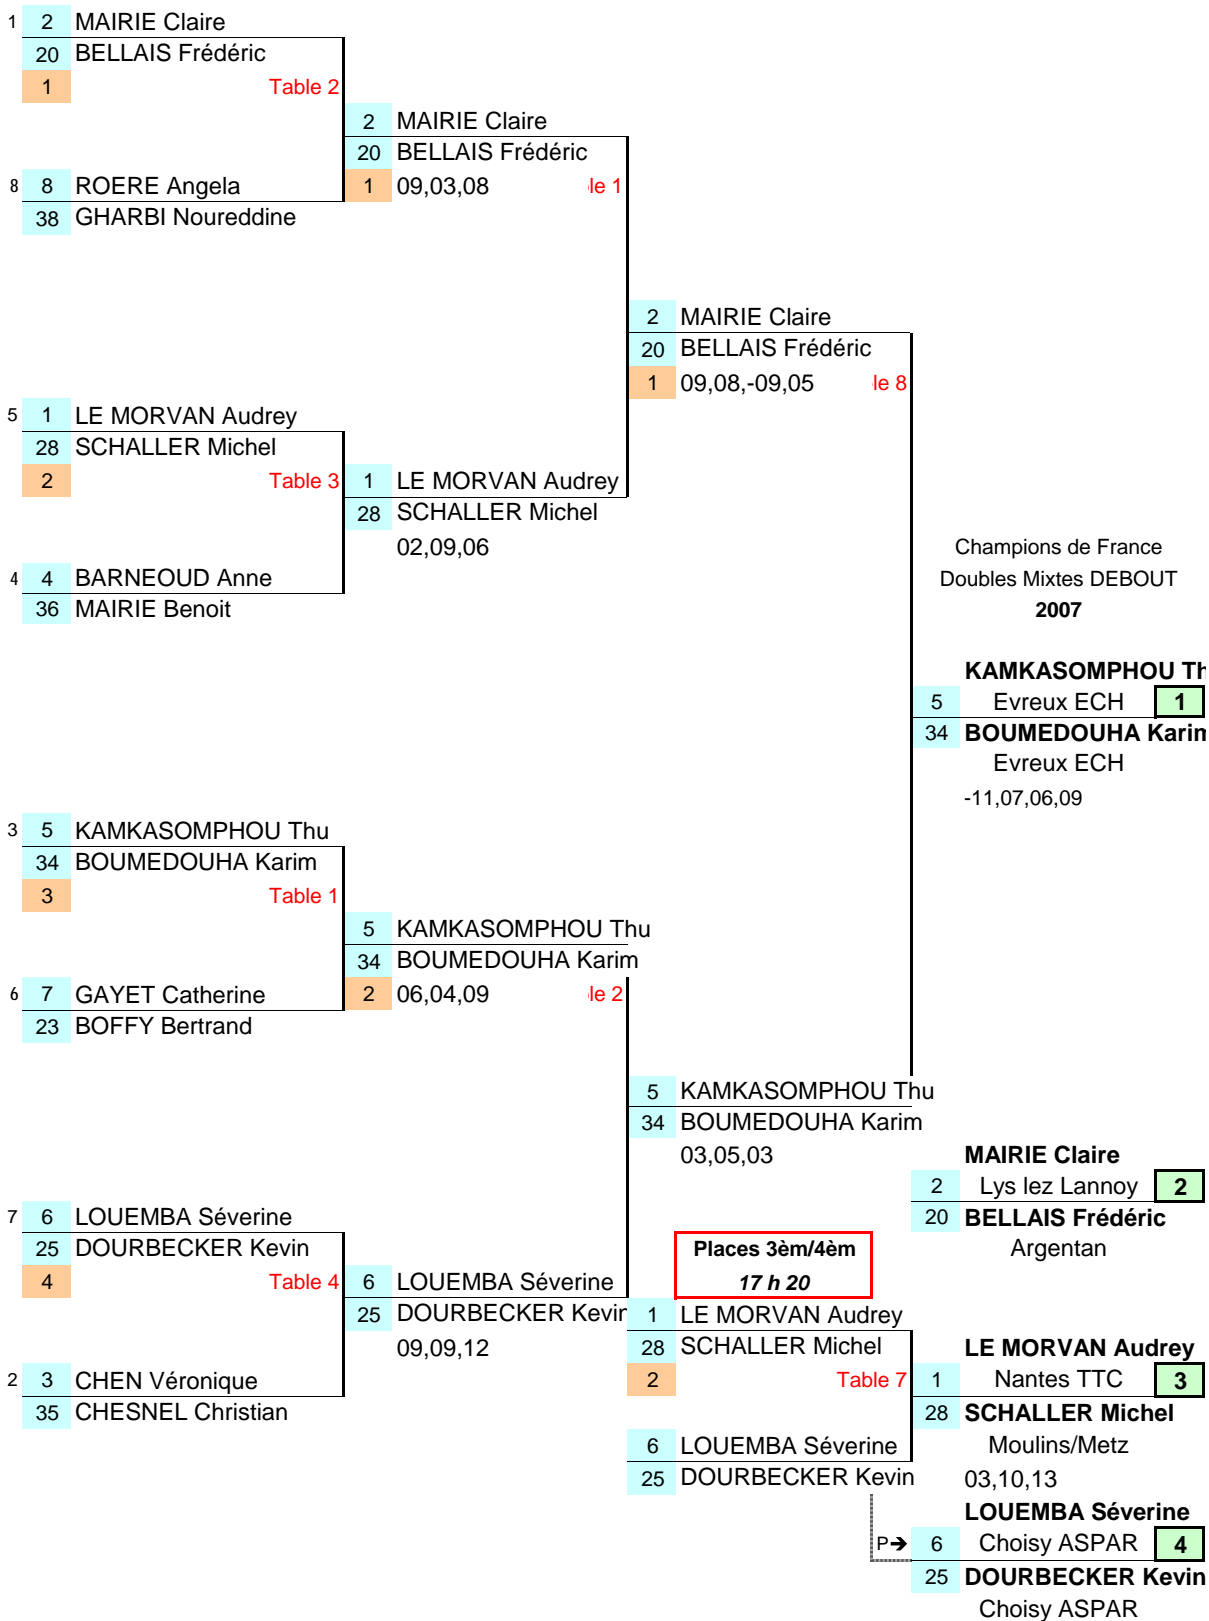 1 2 MAIRIE Claire
20 BELLAIS Frédéric
1 Table 2
2 MAIRIE Claire
20 BELLAIS Frédéric
8 8 ROERE Angela
1 09,03,08 le 1
38 GHARBI Noureddine
2 MAIRIE Claire
20 BELLAIS Frédéric
1 09,08,-09,05 le 8
5 1 LE MORVAN Audrey
28 SCHALLER Michel
2 Table 3
1 LE MORVAN Audrey
28 SCHALLER Michel
02,09,06
4 4 BARNEOUD Anne
36 MAIRIE Benoit
Champions de France
Doubles Mixtes DEBOUT
2007
KAMKASOMPHOU Th
5 Evreux ECH 1
34 BOUMEDOUHA Karim
Evreux ECH
-11,07,06,09
3 5 KAMKASOMPHOU Thu
34 BOUMEDOUHA Karim
3 Table 1
5 KAMKASOMPHOU Thu
34 BOUMEDOUHA Karim
6 7 GAYET Catherine
2 06,04,09 le 2
23 BOFFY Bertrand
5 KAMKASOMPHOU Thu
34 BOUMEDOUHA Karim
03,05,03
MAIRIE Claire
2 Lys lez Lannoy 2
20 BELLAIS Frédéric
Argentan
7 6 LOUEMBA Séverine
25 DOURBECKER Kevin
4 Table 4
6 LOUEMBA Séverine
25 DOURBECKER Kevin
09,09,12
2 3 CHEN Véronique
35 CHESNEL Christian
Places 3èm/4èm
17 h 20
1 LE MORVAN Audrey
28 SCHALLER Michel
2 Table 7
LE MORVAN Audrey
1 Nantes TTC 3
28 SCHALLER Michel
Moulins/Metz
03,10,13
6 LOUEMBA Séverine
25 DOURBECKER Kevin
LOUEMBA Séverine
P➔ 6 Choisy ASPAR 4
25 DOURBECKER Kevin
Choisy ASPAR